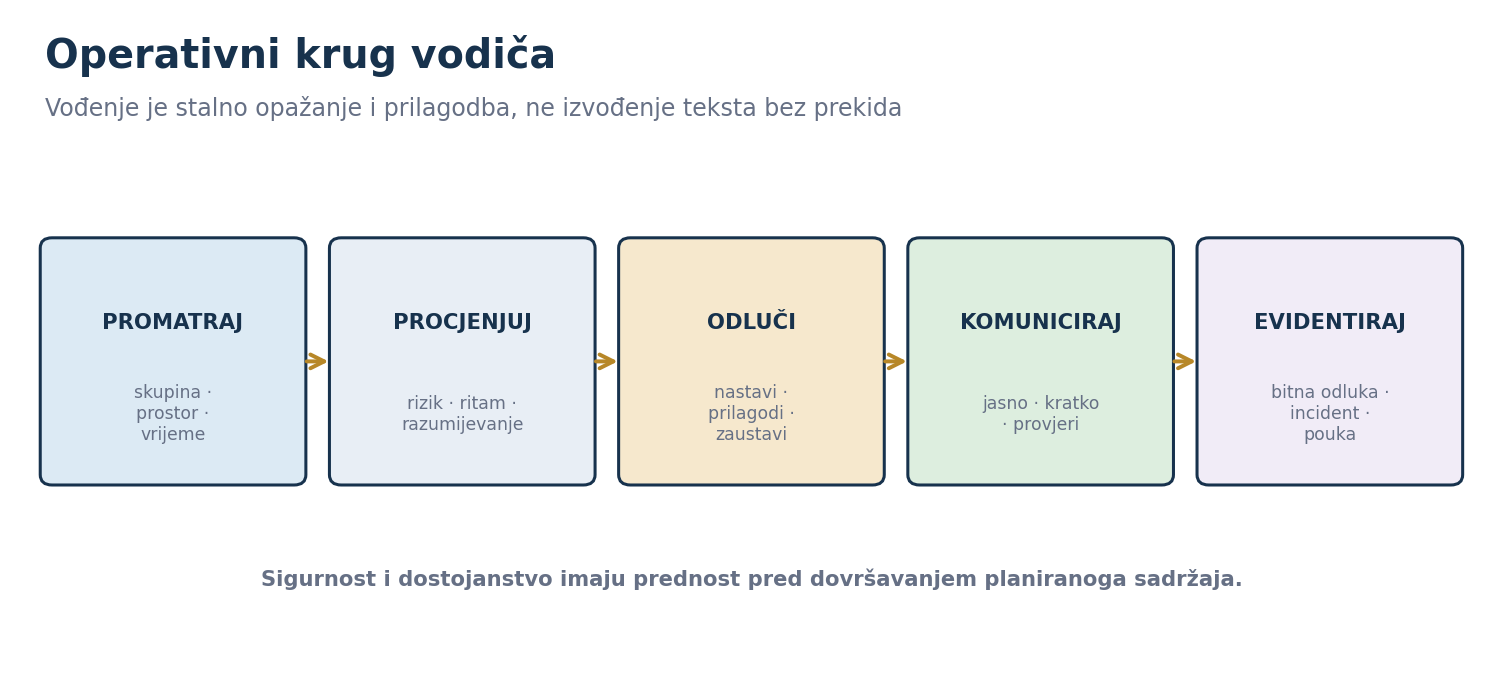 Operativni krug vodiča
Vođenje je stalno opažanje i prilagodba, ne izvođenje teksta bez prekida
PROMATRAJ
skupina ·
prostor ·
vrijeme
PROCJENJUJ
rizik · ritam ·
razumijevanje
ODLUČI
nastavi ·
prilagodi ·
zaustavi
KOMUNICIRAJ
jasno · kratko
· provjeri
EVIDENTIRAJ
bitna odluka ·
incident ·
pouka
Sigurnost i dostojanstvo imaju prednost pred dovršavanjem planiranoga sadržaja.